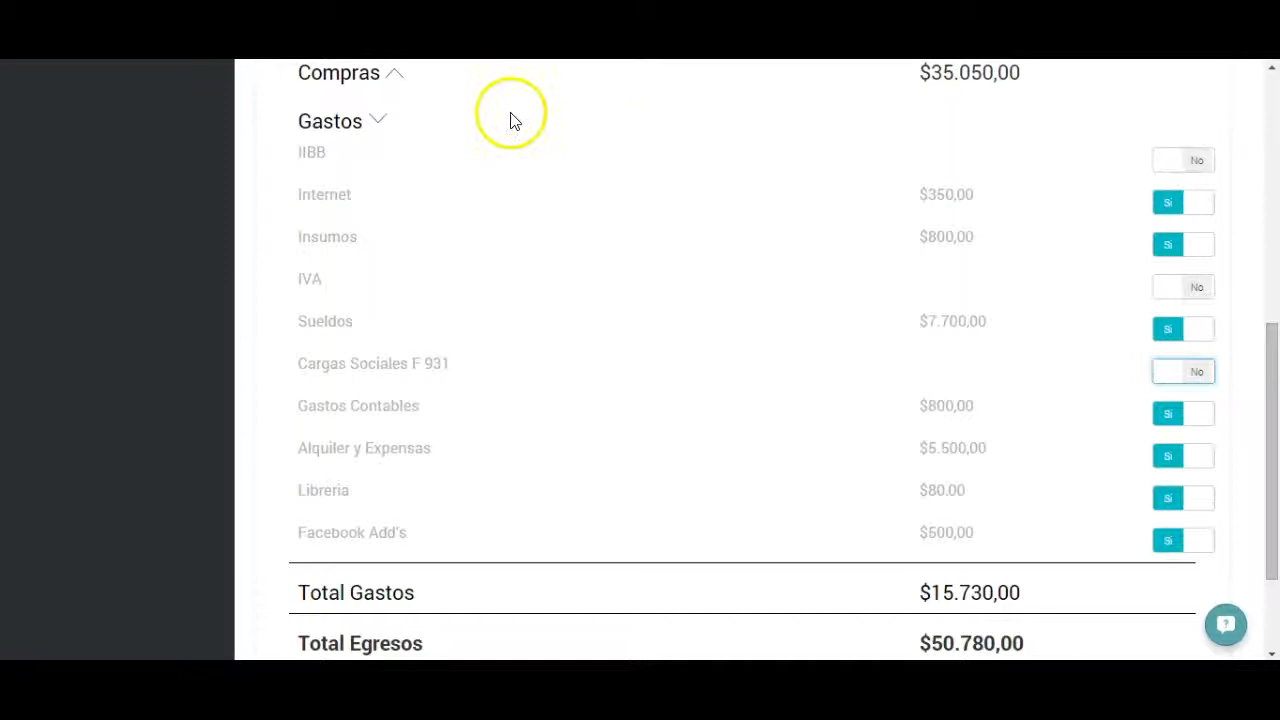 Compras $35.050,00
Gastos
IIBB No
Internet $350,00 Si
Insumos $800,00 Si
IVA No
Sueldos $7.700,00 Si
Cargas Sociales F 931 No
Gastos Contables $800,00 Si
Alquiler y Expensas $5.500,00 Si
Libreria $80.00 Si
Facebook Add's $500,00 Si
Total Gastos $15.730,00
Total Egresos $50.780,00